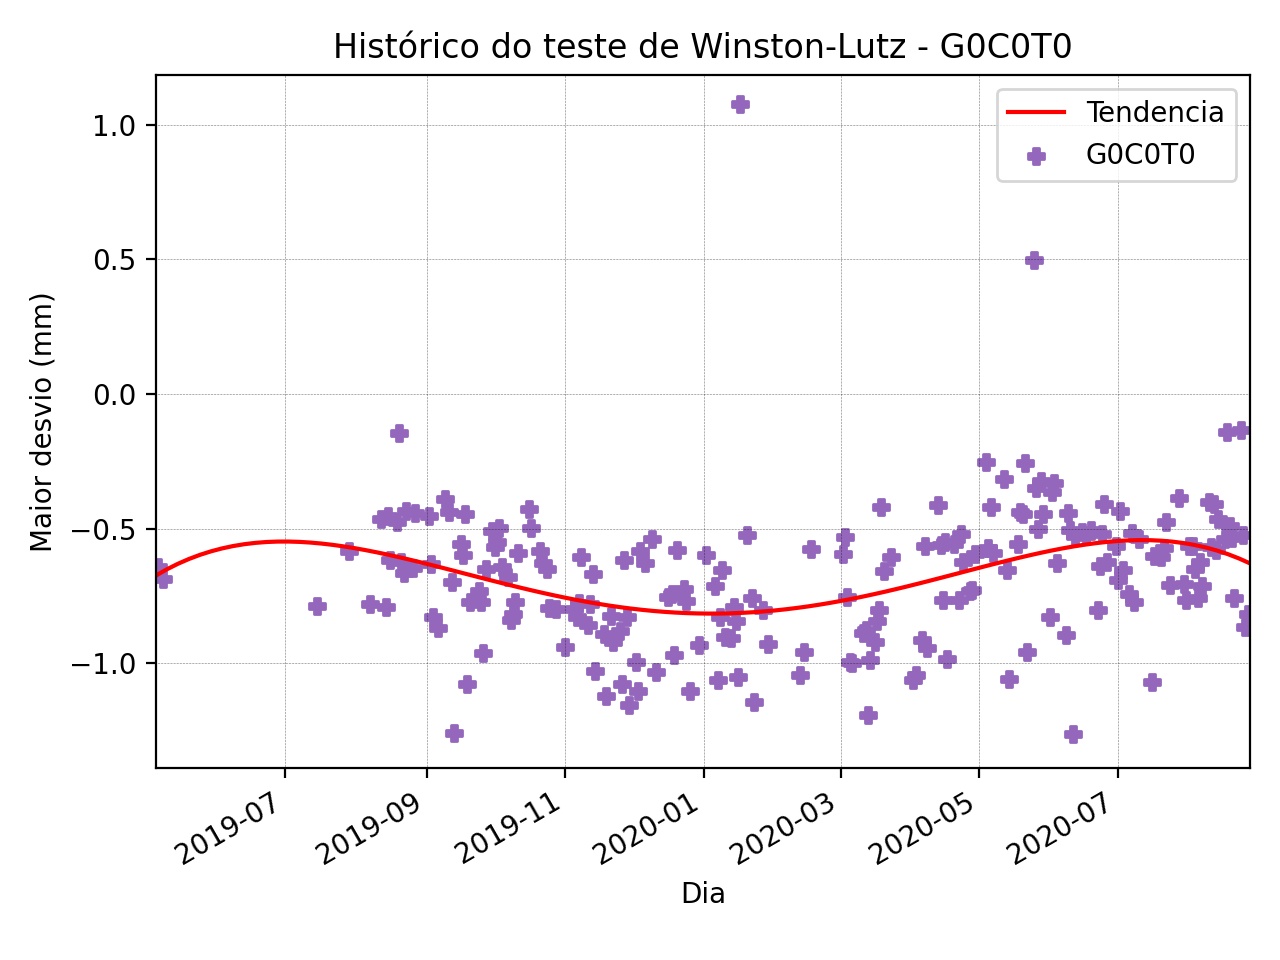 Histórico do teste de Winston-Lutz - G0C0T0
Tendencia
G0C0T0
Maior desvio (mm)
1.0
0.5
0.0
−0.5
−1.0
2019-07
2019-09
2019-11
2020-01
2020-03
2020-05
2020-07
Dia